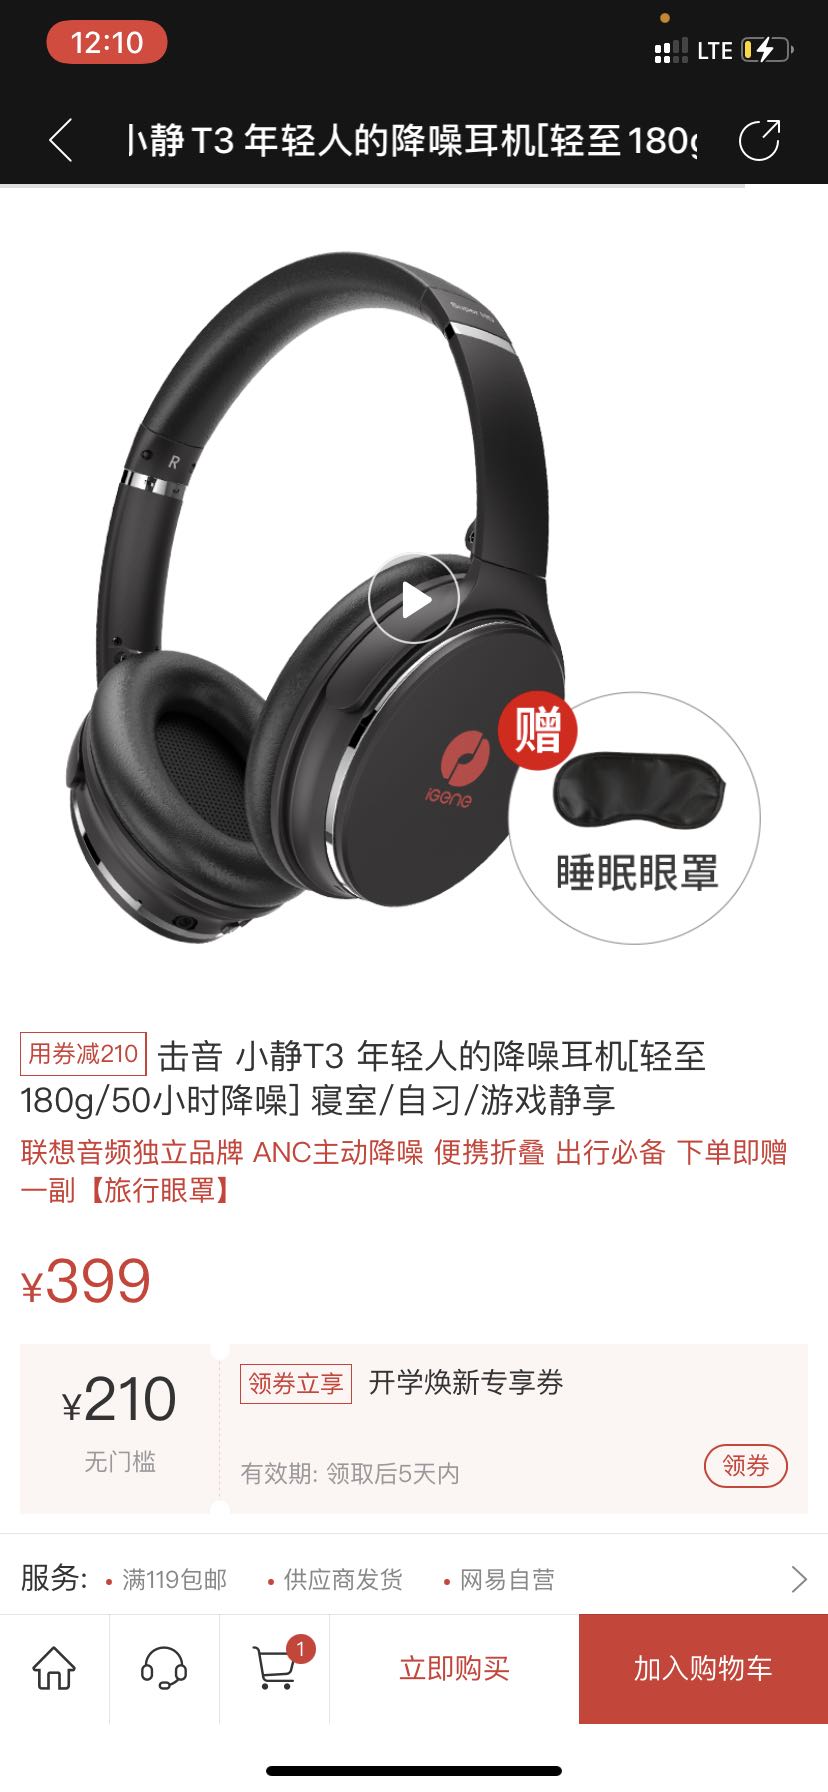 12:10
LTE
小静T3 年轻人的降噪耳机[轻至180g
R
赠
iGene
睡眠眼罩
用券减210 击音 小静T3 年轻人的降噪耳机[轻至
180g/50小时降噪] 寝室/自习/游戏静享
联想音频独立品牌 ANC主动降噪 便携折叠 出行必备 下单即赠
一副【旅行眼罩】
¥399
¥210
无门槛
领券立享 开学焕新专享券
有效期: 领取后5天内
领券
服务: • 满119包邮 • 供应商发货 • 网易自营
1
立即购买
加入购物车